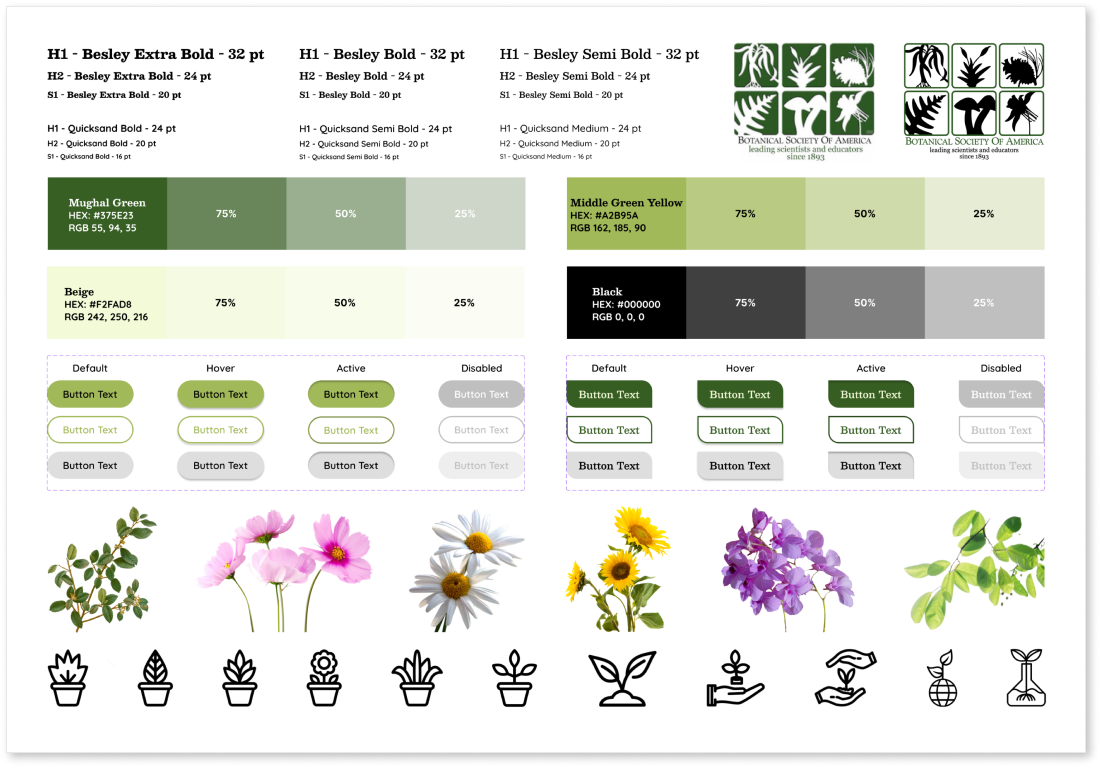 H1 - Besley Extra Bold - 32 pt
H2 - Besley Extra Bold - 24 pt
S1 - Besley Extra Bold - 20 pt
H1 - Quicksand Bold - 24 pt
H2 - Quicksand Bold - 20 pt
S1 - Quicksand Bold - 16 pt
H1 - Besley Bold - 32 pt
H2 - Besley Bold - 24 pt
S1 - Besley Bold - 20 pt
H1 - Quicksand Semi Bold - 24 pt
H2 - Quicksand Semi Bold - 20 pt
S1 - Quicksand Semi Bold - 16 pt
H1 - Besley Semi Bold - 32 pt
H2 - Besley Semi Bold - 24 pt
S1 - Besley Semi Bold - 20 pt
H1 - Quicksand Medium - 24 pt
H2 - Quicksand Medium - 20 pt
S1 - Quicksand Medium - 16 pt
BOTANICAL SOCIETY OF AMERICA
leading scientists and educators
since 1893
BOTANICAL SOCIETY OF AMERICA
leading scientists and educators
since 1893
Mughal Green
HEX: #375E23
RGB 55, 94, 35
75%
50%
25%
Middle Green Yellow
HEX: #A2B95A
RGB 162, 185, 90
75%
50%
25%
Beige
HEX: #F2FAD8
RGB 242, 250, 216
75%
50%
25%
Black
HEX: #000000
RGB 0, 0, 0
75%
50%
25%
Default
Hover
Active
Disabled
Button Text
Button Text
Button Text
Button Text
Button Text
Button Text
Button Text
Button Text
Button Text
Button Text
Button Text
Button Text
Default
Hover
Active
Disabled
Button Text
Button Text
Button Text
Button Text
Button Text
Button Text
Button Text
Button Text
Button Text
Button Text
Button Text
Button Text